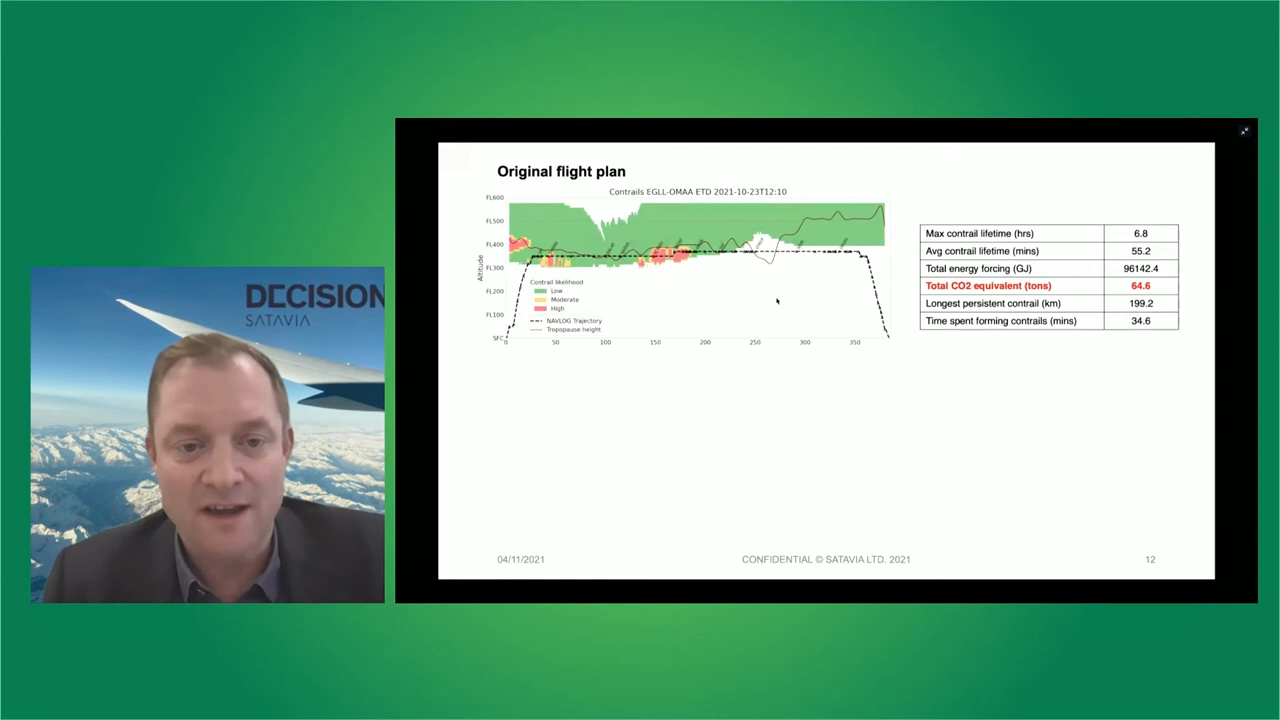 DECISION
SATAVIA
Original flight plan
Contrails EGLL-OMAA ETD 2021-10-23T12:10
FL600
FL500
FL400
FL300
FL200
FL100
SFC
Altitude
Contrail likelihood
Low
Moderate
High
NAVLOG Trajectory
Tropopause height
0 50 100 150 200 250 300 350
Max contrail lifetime (hrs) 6.8
Avg contrail lifetime (mins) 55.2
Total energy forcing (GJ) 96142.4
Total CO2 equivalent (tons) 64.6
Longest persistent contrail (km) 199.2
Time spent forming contrails (mins) 34.6
04/11/2021 CONFIDENTIAL © SATAVIA LTD. 2021 12